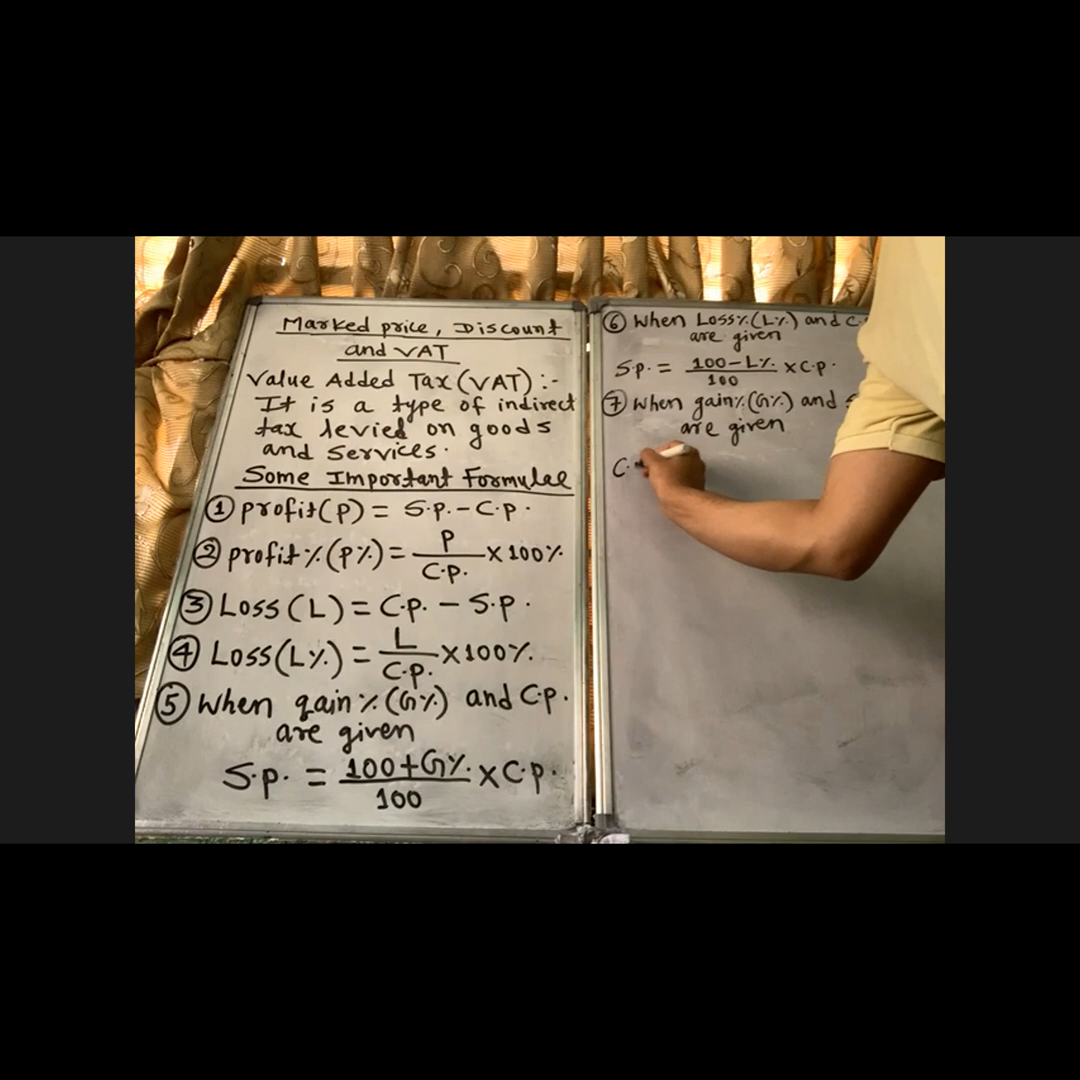 Marked price, Discount
and VAT
Value Added Tax (VAT) :-
It is a type of indirect
tax levied on goods
and services.
Some Important Formulae
① profit(P) = S.P. - C.P.
② profit%(P%) = P/C.P. × 100%
③ Loss (L) = C.P. - S.P.
④ Loss(L%) = L/C.P. × 100%
⑤ When gain%(G%) and C.P.
are given
S.P. = 100+G%/100 × C.P.
⑥ When Loss%(L%) and C.
are given
S.P. = 100-L%/100 × C.P.
⑦ When gain%(G%) and
are given
C.